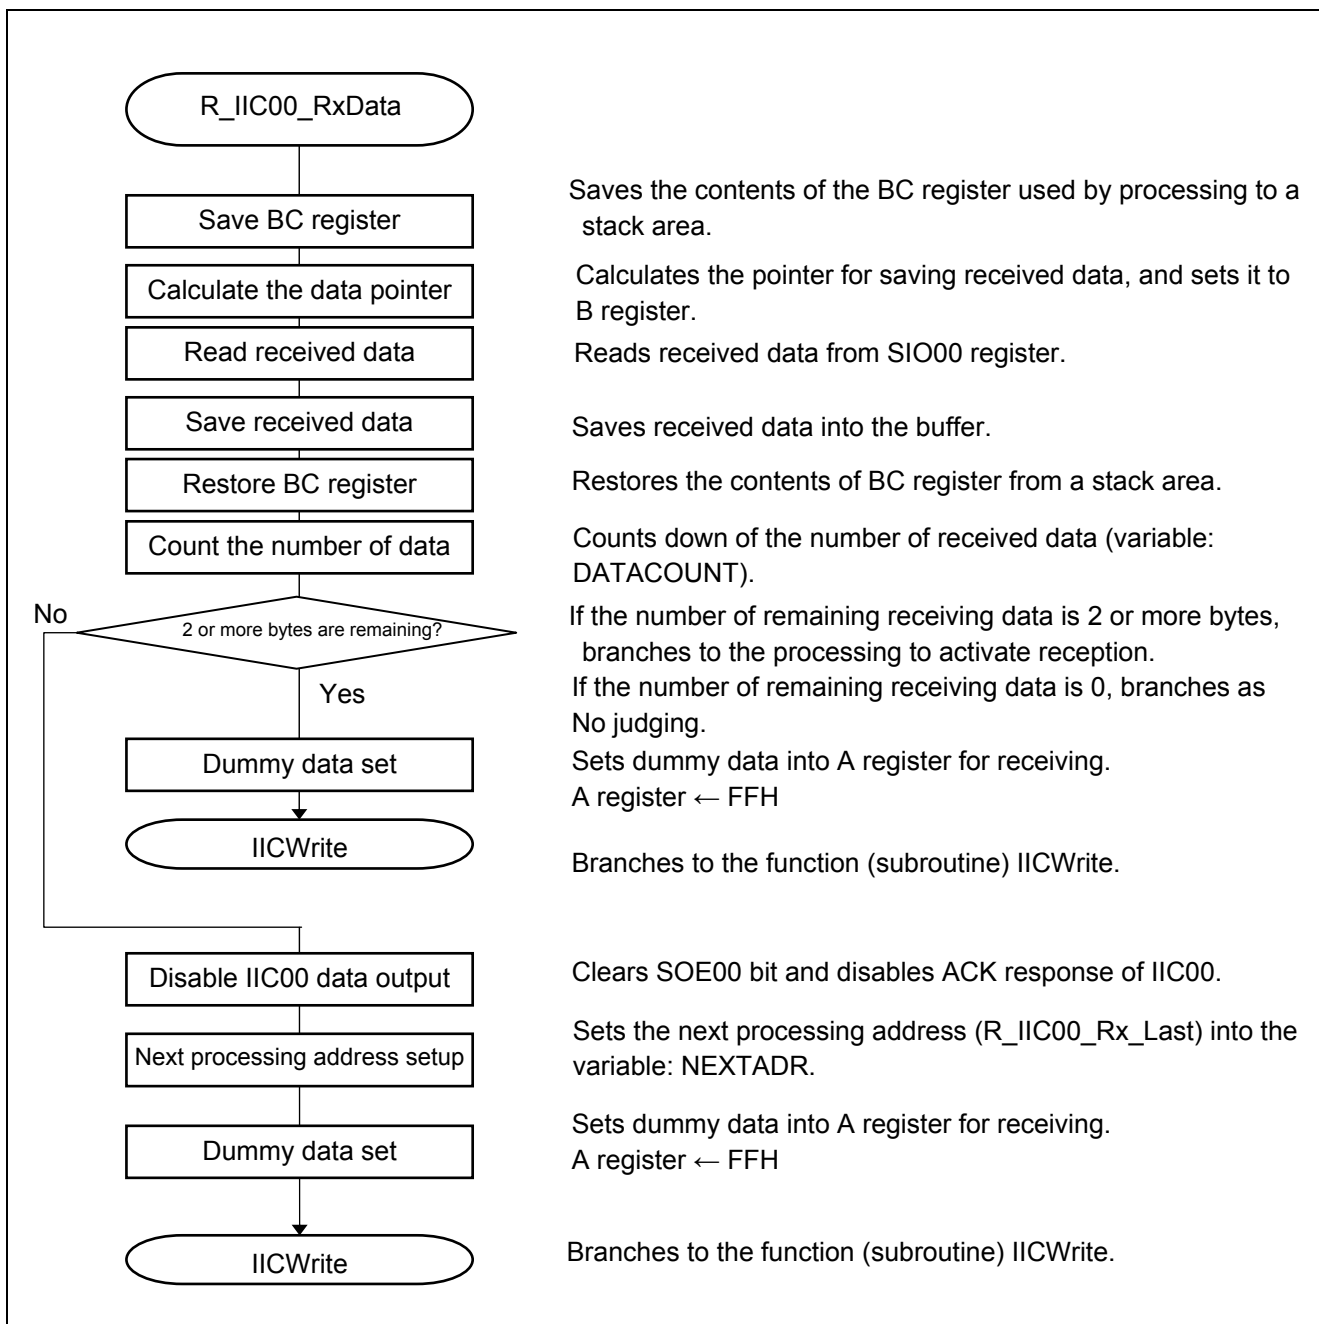 R_IIC00_RxData
Save BC register
Saves the contents of the BC register used by processing to a
stack area.
Calculate the data pointer
Calculates the pointer for saving received data, and sets it to
B register.
Read received data
Reads received data from SIO00 register.
Save received data
Saves received data into the buffer.
Restore BC register
Restores the contents of BC register from a stack area.
Count the number of data
Counts down of the number of received data (variable:
DATACOUNT).
No
2 or more bytes are remaining?
If the number of remaining receiving data is 2 or more bytes,
branches to the processing to activate reception.
Yes
If the number of remaining receiving data is 0, branches as
No judging.
Dummy data set
Sets dummy data into A register for receiving.
A register ← FFH
IICWrite
Branches to the function (subroutine) IICWrite.
Disable IIC00 data output
Clears SOE00 bit and disables ACK response of IIC00.
Next processing address setup
Sets the next processing address (R_IIC00_Rx_Last) into the
variable: NEXTADR.
Dummy data set
Sets dummy data into A register for receiving.
A register ← FFH
IICWrite
Branches to the function (subroutine) IICWrite.